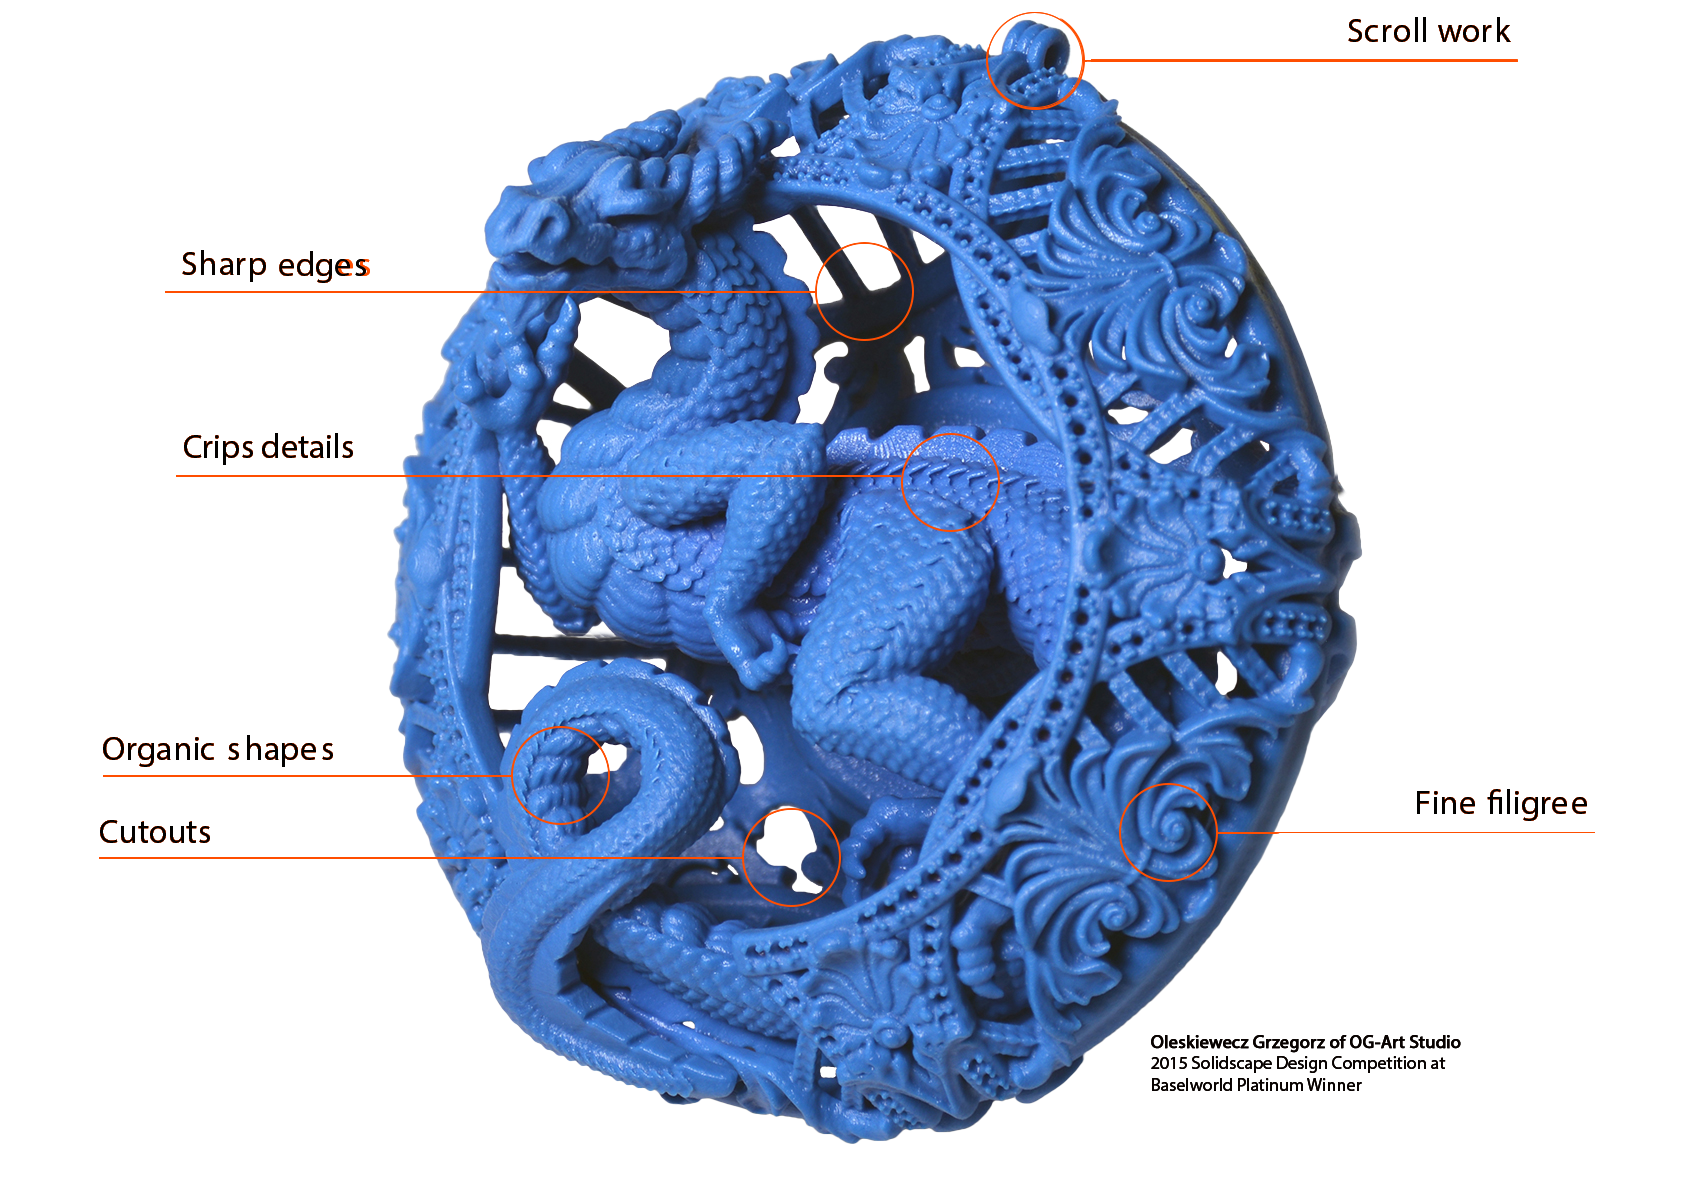 Scroll work
Sharp edges
Crips details
Organic shapes
Cutouts
Fine filigree
Oleskiewecz Grzegorz of OG-Art Studio
2015 Solidscape Design Competition at
Baselworld Platinum Winner